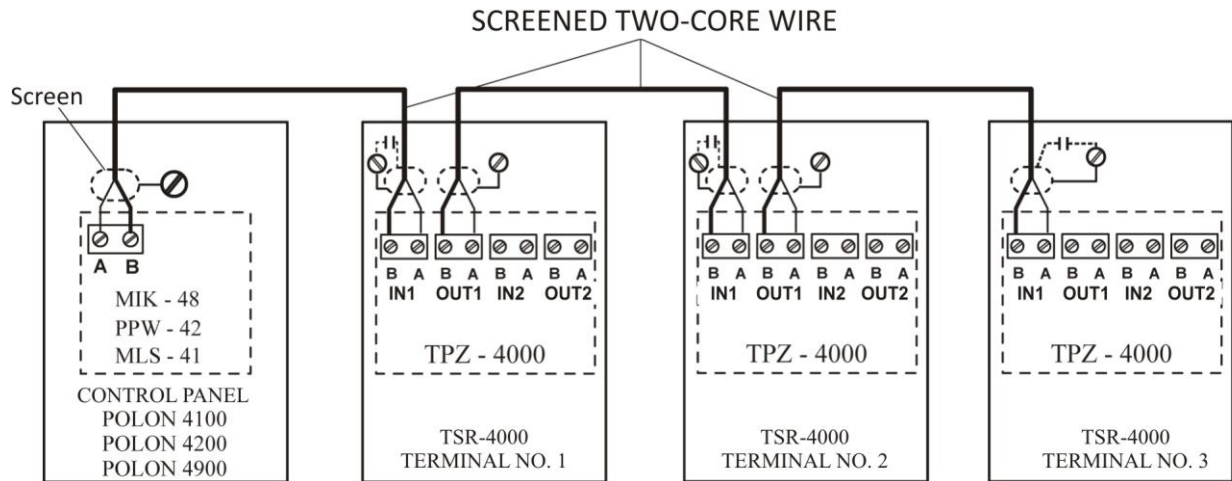 SCREENED TWO-CORE WIRE
Screen
A B
MIK - 48
PPW - 42
MLS - 41
CONTROL PANEL
POLON 4100
POLON 4200
POLON 4900
B A B A B A B A
IN1 OUT1 IN2 OUT2
TPZ - 4000
TSR-4000
TERMINAL NO. 1
B A B A B A B A
IN1 OUT1 IN2 OUT2
TPZ - 4000
TSR-4000
TERMINAL NO. 2
B A B A B A B A
IN1 OUT1 IN2 OUT2
TPZ - 4000
TSR-4000
TERMINAL NO. 3